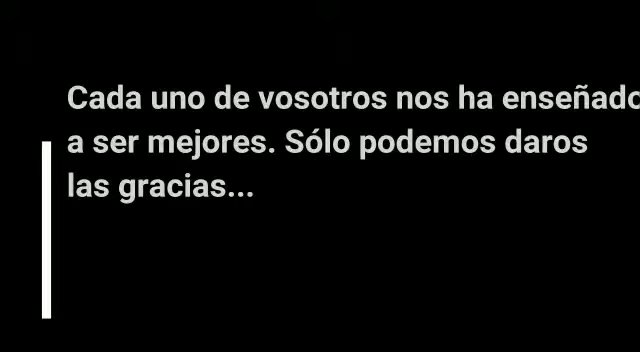 Cada uno de vosotros nos ha enseñado
a ser mejores. Sólo podemos daros
las gracias...